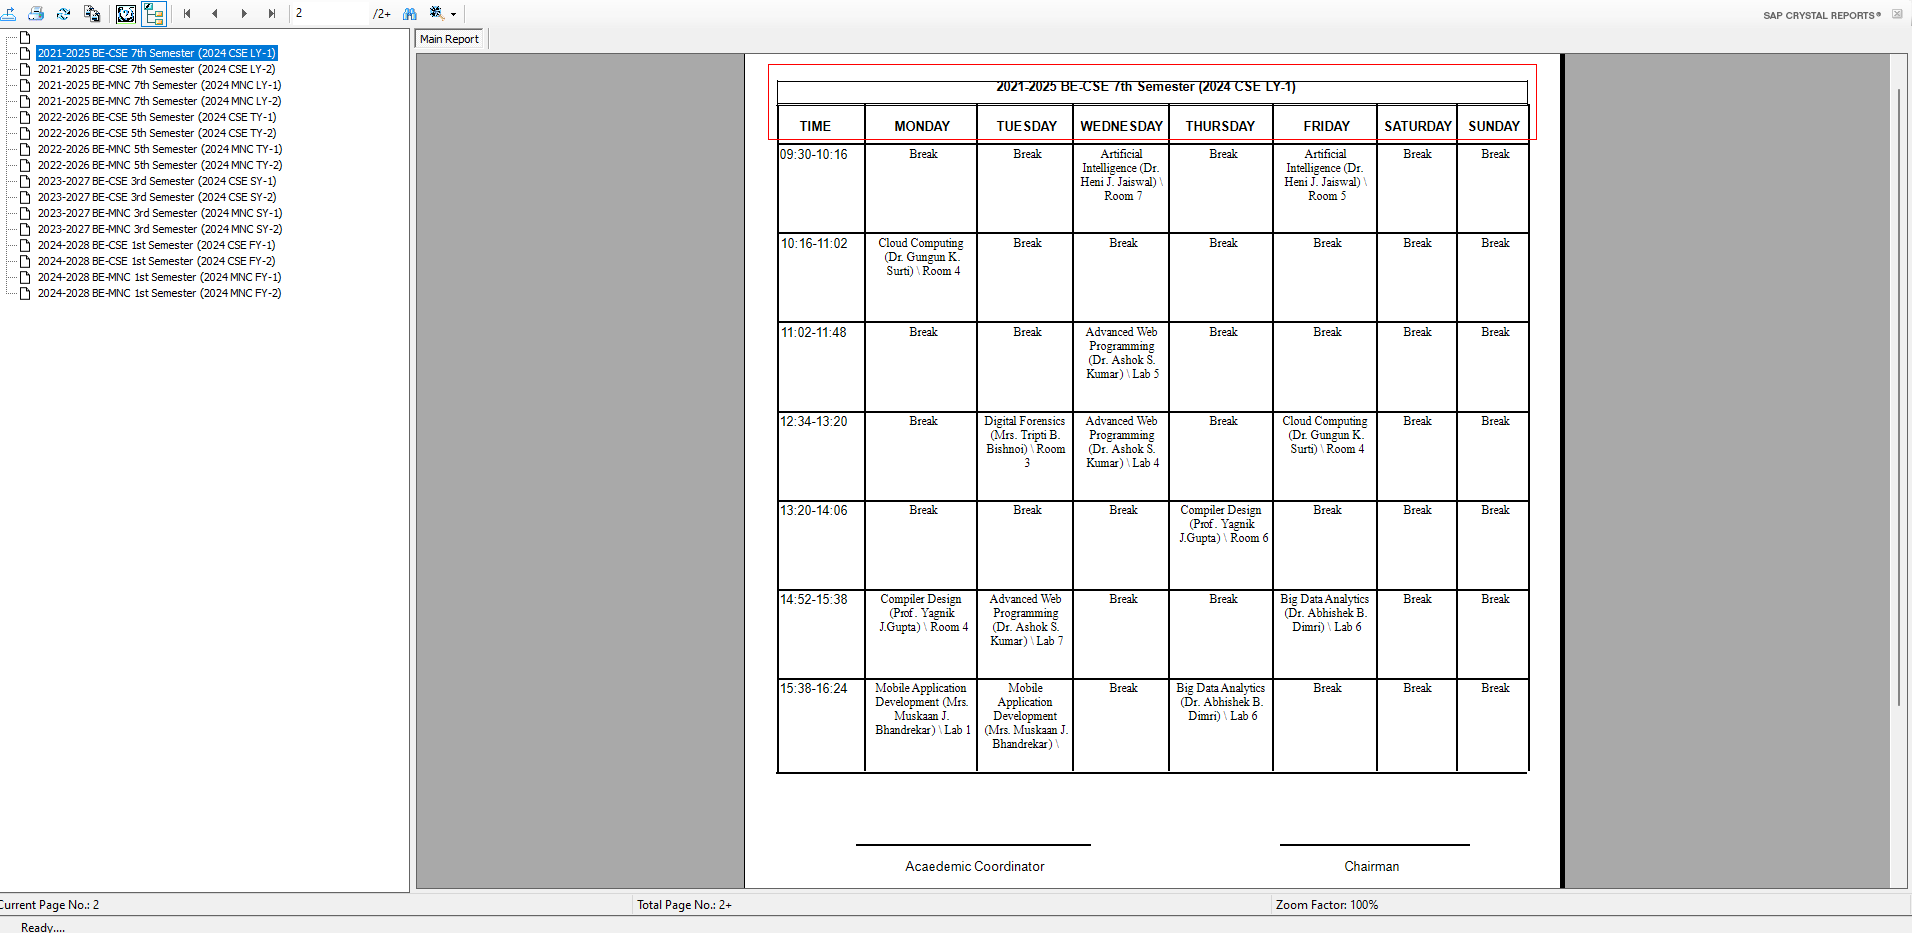 2 /2+
SAP CRYSTAL REPORTS®
Main Report
2021-2025 BE-CSE 7th Semester (2024 CSE LY-1)
2021-2025 BE-CSE 7th Semester (2024 CSE LY-2)
2021-2025 BE-MNC 7th Semester (2024 MNC LY-1)
2021-2025 BE-MNC 7th Semester (2024 MNC LY-2)
2022-2026 BE-CSE 5th Semester (2024 CSE TY-1)
2022-2026 BE-CSE 5th Semester (2024 CSE TY-2)
2022-2026 BE-MNC 5th Semester (2024 MNC TY-1)
2022-2026 BE-MNC 5th Semester (2024 MNC TY-2)
2023-2027 BE-CSE 3rd Semester (2024 CSE SY-1)
2023-2027 BE-CSE 3rd Semester (2024 CSE SY-2)
2023-2027 BE-MNC 3rd Semester (2024 MNC SY-1)
2023-2027 BE-MNC 3rd Semester (2024 MNC SY-2)
2024-2028 BE-CSE 1st Semester (2024 CSE FY-1)
2024-2028 BE-CSE 1st Semester (2024 CSE FY-2)
2024-2028 BE-MNC 1st Semester (2024 MNC FY-1)
2024-2028 BE-MNC 1st Semester (2024 MNC FY-2)
2021-2025 BE-CSE 7th Semester (2024 CSE LY-1)
TIME MONDAY TUESDAY WEDNESDAY THURSDAY FRIDAY SATURDAY SUNDAY
09:30-10:16 Break Break Artificial Break Artificial Break Break
Intelligence (Dr. Intelligence (Dr.
Heni J. Jaiswal) \ Heni J. Jaiswal) \
Room 7 Room 5
10:16-11:02 Cloud Computing Break Break Break Break Break Break
(Dr. Gungun K.
Surti) \ Room 4
11:02-11:48 Break Break Advanced Web Break Break Break Break
Programming
(Dr. Ashok S.
Kumar) \ Lab 5
12:34-13:20 Break Digital Forensics Advanced Web Break Cloud Computing Break Break
(Mrs. Tripti B. Programming (Dr. Gungun K.
Bishnoi) \ Room (Dr. Ashok S. Surti) \ Room 4
3 Kumar) \ Lab 4
13:20-14:06 Break Break Break Compiler Design Break Break Break
(Prof. Yagnik
J.Gupta) \ Room 6
14:52-15:38 Compiler Design Advanced Web Break Break Big Data Analytics Break Break
(Prof. Yagnik Programming (Dr. Abhishek B.
J.Gupta) \ Room 4 (Dr. Ashok S. Dimri) \ Lab 6
Kumar) \ Lab 7
15:38-16:24 Mobile Application Mobile Break Big Data Analytics Break Break Break
Development (Mrs. Application (Dr. Abhishek B.
Muskaan J. Development Dimri) \ Lab 6
Bhandrekar) \ Lab 1 (Mrs. Muskaan J.
Bhandrekar) \
Acaedemic Coordinator Chairman
Current Page No.: 2 Total Page No.: 2+ Zoom Factor: 100%
Ready....